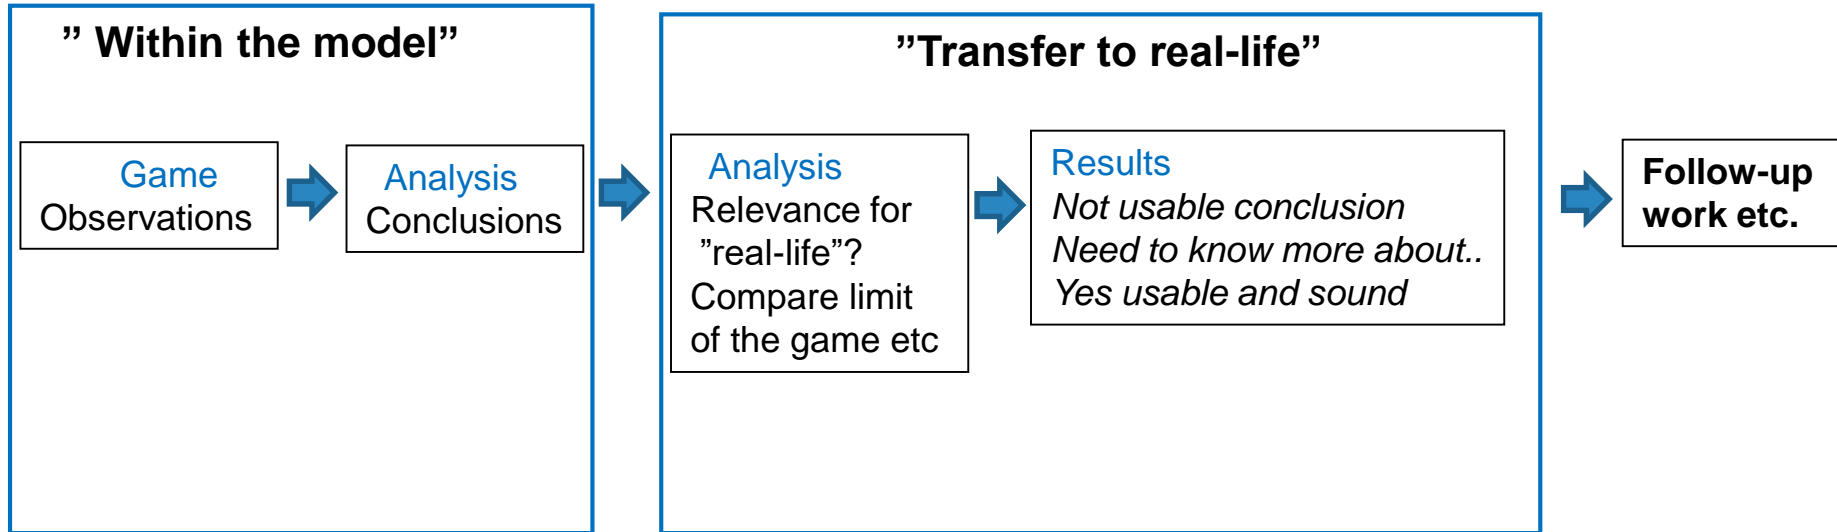 ” Within the model”
”Transfer to real-life”
Game
Observations
Analysis
Conclusions
Analysis
Relevance for
”real-life”?
Compare limit
of the game etc
Results
Not usable conclusion
Need to know more about..
Yes usable and sound
Follow-up
work etc.